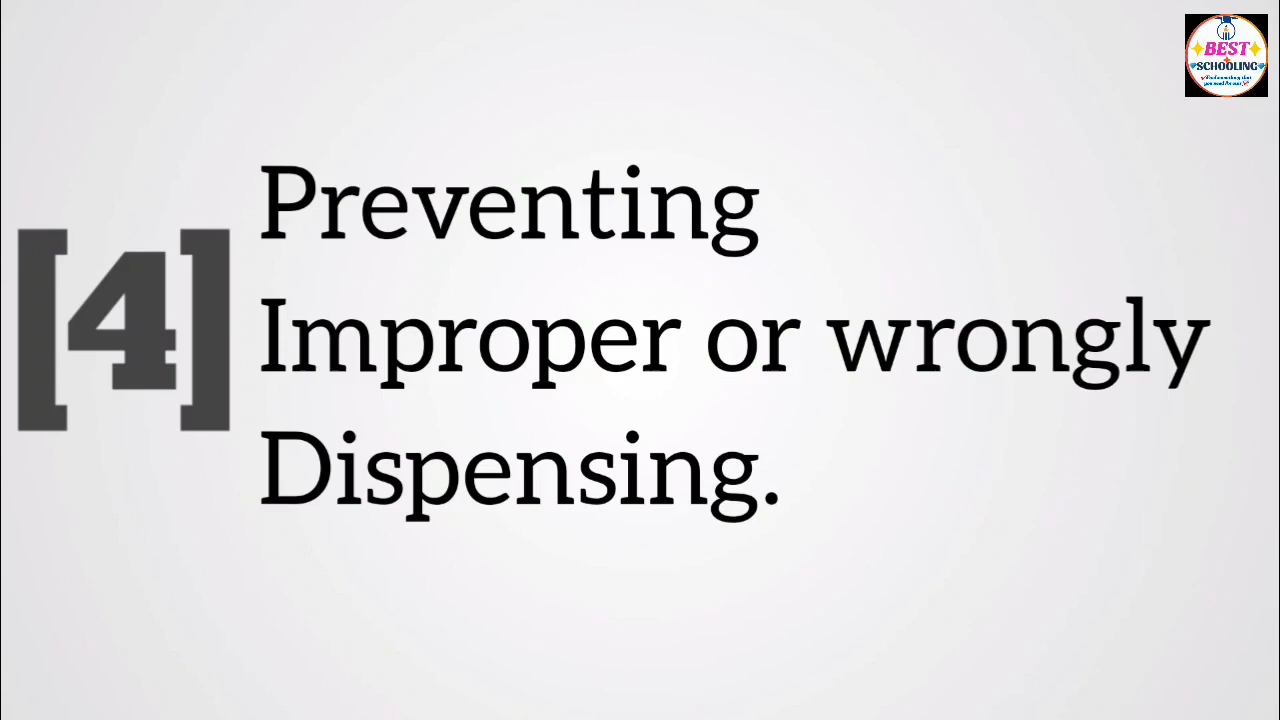 BEST
SCHOOLING
[4]
Preventing
Improper or wrongly
Dispensing.